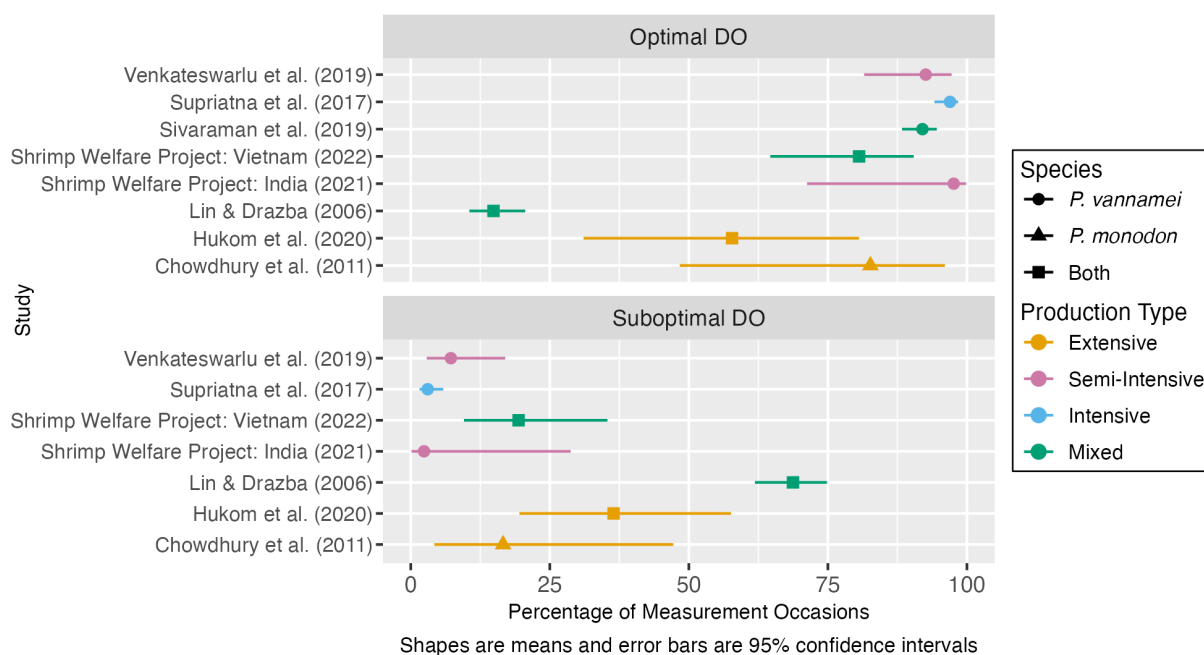 Optimal DO
Venkateswarlu et al. (2019)
Supriatna et al. (2017)
Sivaraman et al. (2019)
Shrimp Welfare Project: Vietnam (2022)
Shrimp Welfare Project: India (2021)
Lin & Drazba (2006)
Hukom et al. (2020)
Chowdhury et al. (2011)
Study
Suboptimal DO
Venkateswarlu et al. (2019)
Supriatna et al. (2017)
Shrimp Welfare Project: Vietnam (2022)
Shrimp Welfare Project: India (2021)
Lin & Drazba (2006)
Hukom et al. (2020)
Chowdhury et al. (2011)
0 25 50 75 100
Percentage of Measurement Occasions
Shapes are means and error bars are 95% confidence intervals
Species
P. vannamei
P. monodon
Both
Production Type
Extensive
Semi-Intensive
Intensive
Mixed